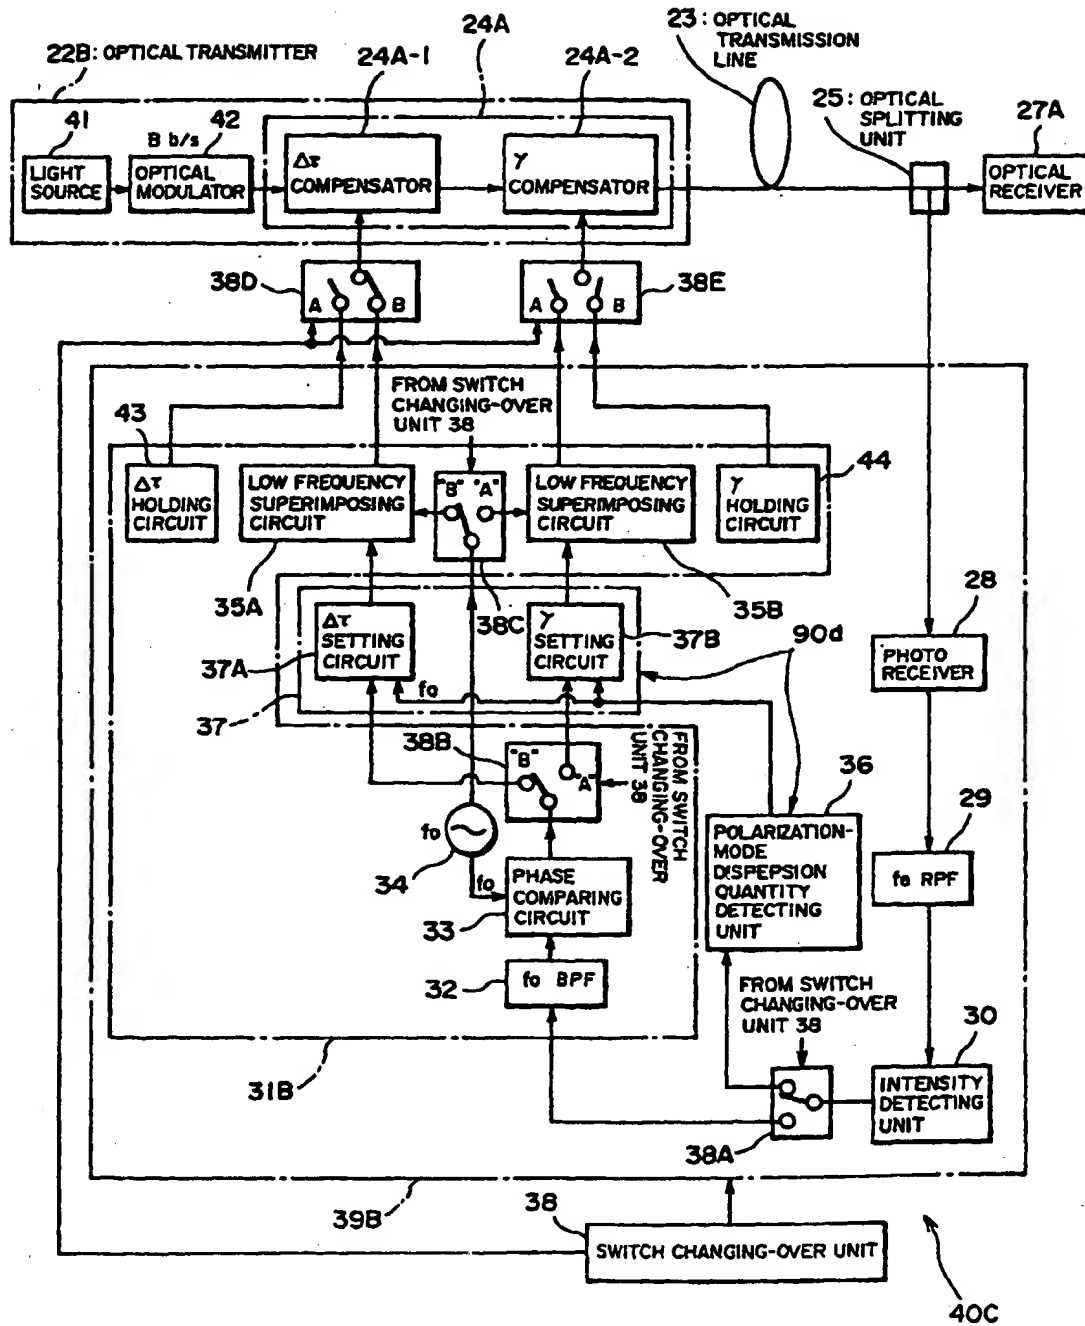 24A
23: OPTICAL
TRANSMISSION
LINE
22B: OPTICAL TRANSMITTER
24A-1
24A-2
25: OPTICAL
SPLITTING
UNIT
27A
41
B b/s
42
LIGHT
SOURCE
OPTICAL
MODULATOR
Δτ
COMPENSATOR
γ
COMPENSATOR
OPTICAL
RECEIVER
38D
A B
38E
A B
FROM SWITCH
CHANGING-OVER
UNIT 38
43
44
Δτ
HOLDING
CIRCUIT
LOW FREQUENCY
SUPERIMPOSING
CIRCUIT
"B" "A"
LOW FREQUENCY
SUPERIMPOSING
CIRCUIT
γ
HOLDING
CIRCUIT
35A
38C
35B
28
Δτ
SETTING
CIRCUIT
γ
SETTING
CIRCUIT
37A
37B
90d
PHOTO
RECEIVER
fo
37
38B
"B"
"A"
FROM SWITCH
CHANGING-OVER
UNIT 38
36
fo
34
fo
POLARIZATION-
MODE
DISPEPSION
QUANTITY
DETECTING
UNIT
29
fe RPF
PHASE
COMPARING
CIRCUIT
33
32
fo BPF
FROM SWITCH
CHANGING-OVER
UNIT 38
30
31B
INTENSITY
DETECTING
UNIT
38A
39B
38
SWITCH CHANGING-OVER UNIT
40C